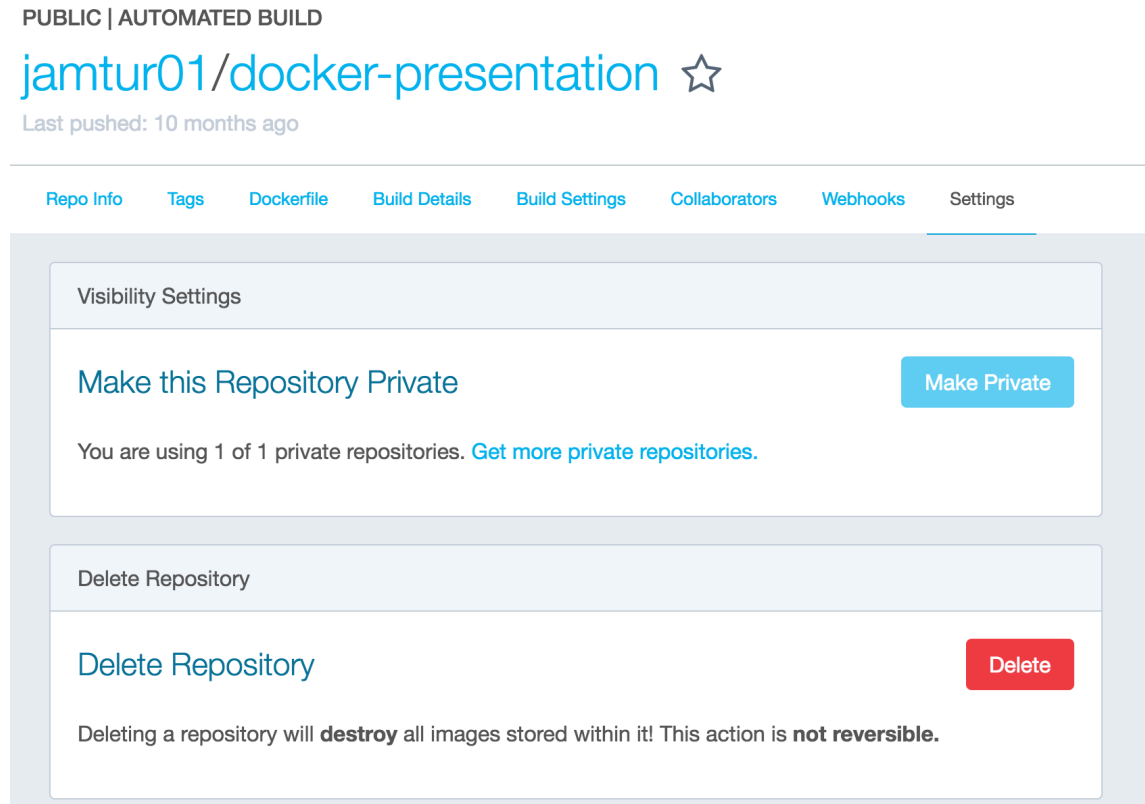 PUBLIC | AUTOMATED BUILD
jamtur01/docker-presentation
Last pushed: 10 months ago
Repo Info Tags Dockerfile Build Details Build Settings Collaborators Webhooks Settings
Visibility Settings
Make this Repository Private Make Private
You are using 1 of 1 private repositories. Get more private repositories.
Delete Repository
Delete Repository Delete
Deleting a repository will destroy all images stored within it! This action is not reversible.